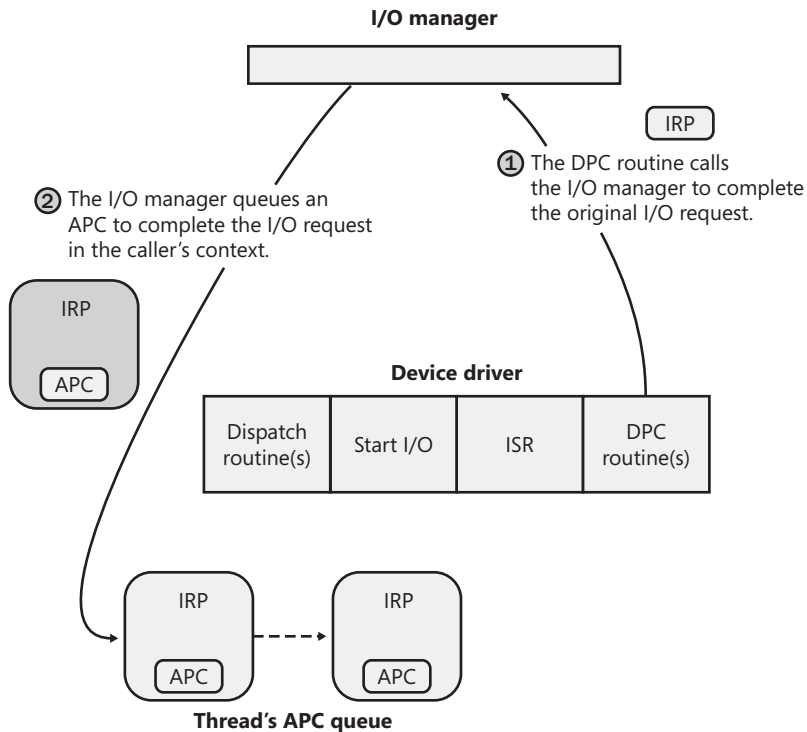 I/O manager
IRP
1 The DPC routine calls
the I/O manager to complete
the original I/O request.
2 The I/O manager queues an
APC to complete the I/O request
in the caller's context.
IRP
APC
Device driver
Dispatch
routine(s)
Start I/O
ISR
DPC
routine(s)
IRP
APC
IRP
APC
Thread's APC queue